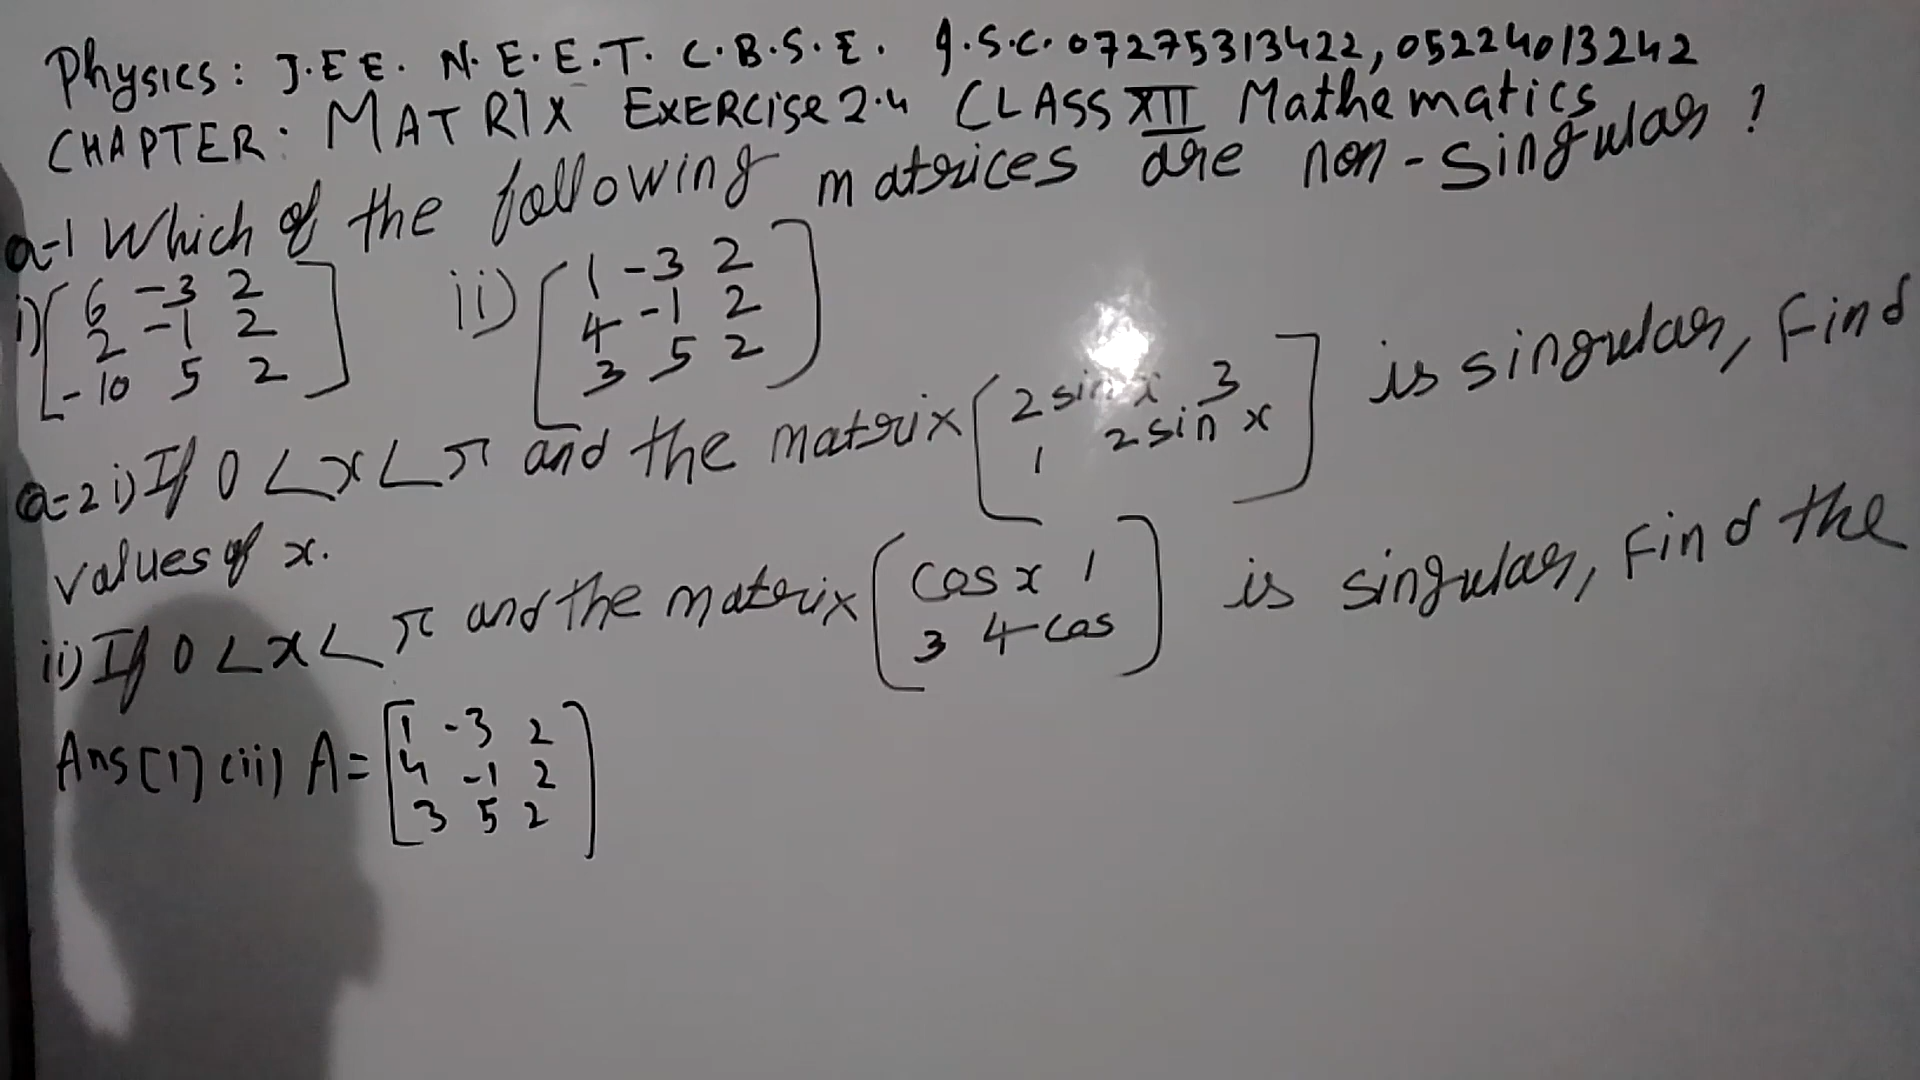 Physics: J.E E. N.E.E.T. C.B.S.E. I.S.C. 07275313422, 05224013242
CHAPTER: MATRIX EXERCISE 2.4 CLASS XII Mathematics
Q-1 Which of the following matrices are non-singular?
i) [6 -3 2 ii) [1 -3 2
2 -1 2 4 -1 2
-10 5 2] 3 5 2]
Q-2 i) If 0 < x < π and the matrix [2 sin x 3
1 2 sin x] is singular, Find
values of x.
ii) If 0 < x < π and the matrix [cos x 1
3 4 cos] is singular, Find the
Ans [1] (ii) A = [1 -3 2
4 -1 2
3 5 2]